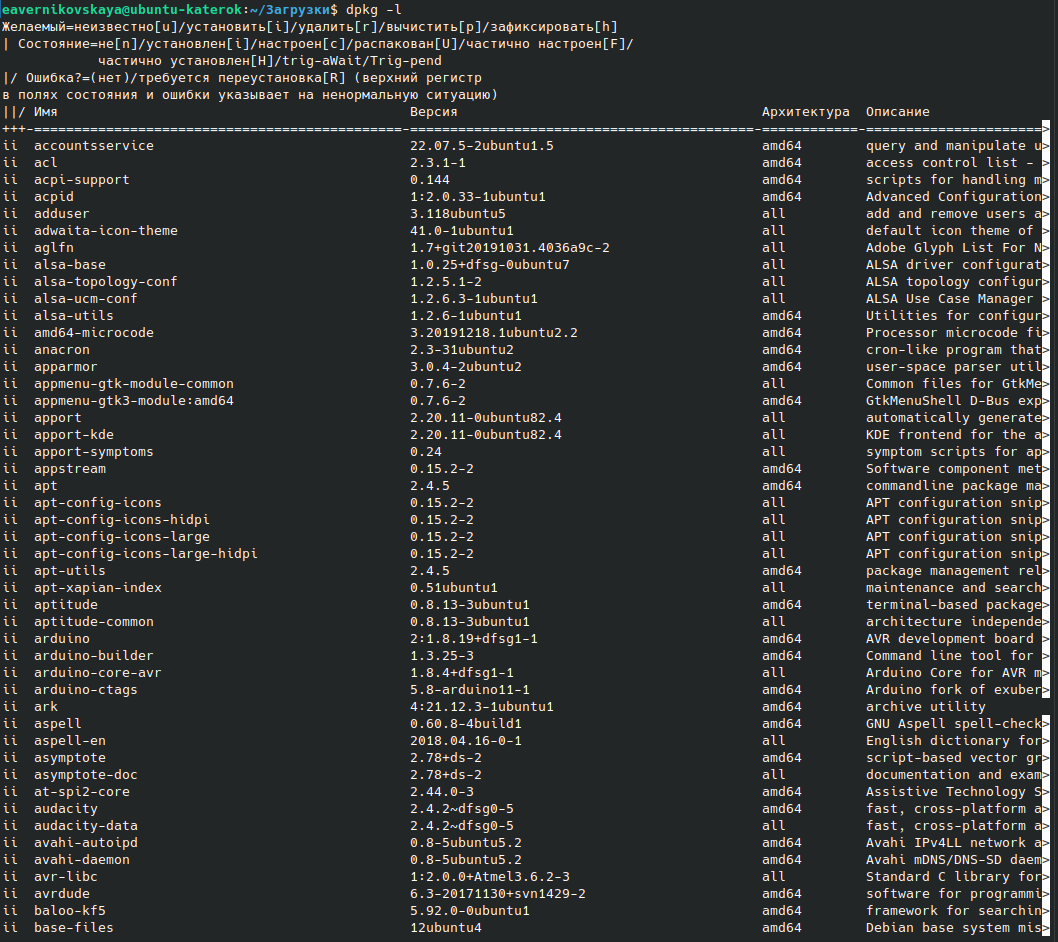 eavernikovskaya@ubuntu-katerok:~/Загрузки$ dpkg -l
Желаемый=неизвестно[u]/установить[i]/удалить[r]/вычистить[p]/зафиксировать[h]
| Состояние=не[n]/установлен[i]/настроен[c]/распакован[U]/частично настроен[F]/
            частично установлен[H]/trig-aWait/Trig-pend
|/ Ошибка?=(нет)/требуется переустановка[R] (верхний регистр
в полях состояния и ошибки указывает на ненормальную ситуацию)
||/ Имя                                            Версия                                      Архитектура  Описание
+++-==============================================-===========================================-============-======================>
ii  accountsservice                                22.07.5-2ubuntu1.5                          amd64        query and manipulate u>
ii  acl                                            2.3.1-1                                     amd64        access control list - >
ii  acpi-support                                   0.144                                       amd64        scripts for handling m>
ii  acpid                                          1:2.0.33-1ubuntu1                           amd64        Advanced Configuration>
ii  adduser                                        3.118ubuntu5                                all          add and remove users a>
ii  adwaita-icon-theme                             41.0-1ubuntu1                               all          default icon theme of >
ii  aglfn                                          1.7+git20191031.4036a9c-2                   all          Adobe Glyph List For N>
ii  alsa-base                                      1.0.25+dfsg-0ubuntu7                        all          ALSA driver configurat>
ii  alsa-topology-conf                             1.2.5.1-2                                   all          ALSA topology configur>
ii  alsa-ucm-conf                                  1.2.6.3-1ubuntu1                            all          ALSA Use Case Manager >
ii  alsa-utils                                     1.2.6-1ubuntu1                              amd64        Utilities for configur>
ii  amd64-microcode                                3.20191218.1ubuntu2.2                       amd64        Processor microcode fi>
ii  anacron                                        2.3-31ubuntu2                               amd64        cron-like program that>
ii  apparmor                                       3.0.4-2ubuntu2                              amd64        user-space parser util>
ii  appmenu-gtk-module-common                      0.7.6-2                                     all          Common files for GtkMe>
ii  appmenu-gtk3-module:amd64                      0.7.6-2                                     amd64        GtkMenuShell D-Bus exp>
ii  apport                                         2.20.11-0ubuntu82.4                         all          automatically generate>
ii  apport-kde                                     2.20.11-0ubuntu82.4                         all          KDE frontend for the a>
ii  apport-symptoms                                0.24                                        all          symptom scripts for ap>
ii  appstream                                      0.15.2-2                                    amd64        Software component met>
ii  apt                                            2.4.5                                       amd64        commandline package ma>
ii  apt-config-icons                               0.15.2-2                                    all          APT configuration snip>
ii  apt-config-icons-hidpi                         0.15.2-2                                    all          APT configuration snip>
ii  apt-config-icons-large                         0.15.2-2                                    all          APT configuration snip>
ii  apt-config-icons-large-hidpi                   0.15.2-2                                    all          APT configuration snip>
ii  apt-utils                                      2.4.5                                       amd64        package management rel>
ii  apt-xapian-index                               0.51ubuntu1                                 all          maintenance and search>
ii  aptitude                                       0.8.13-3ubuntu1                             amd64        terminal-based package>
ii  aptitude-common                                0.8.13-3ubuntu1                             all          architecture independe>
ii  arduino                                        2:1.8.19+dfsg1-1                            amd64        AVR development board >
ii  arduino-builder                                1.3.25-3                                    amd64        Command line tool for >
ii  arduino-core-avr                               1.8.4+dfsg1-1                               all          Arduino Core for AVR m>
ii  arduino-ctags                                  5.8-arduino11-1                             amd64        Arduino fork of exuber>
ii  ark                                            4:21.12.3-1ubuntu1                          amd64        archive utility
ii  aspell                                         0.60.8-4build1                              amd64        GNU Aspell spell-check>
ii  aspell-en                                      2018.04.16-0-1                              all          English dictionary for>
ii  asymptote                                      2.78+ds-2                                   amd64        script-based vector gr>
ii  asymptote-doc                                  2.78+ds-2                                   all          documentation and exam>
ii  at-spi2-core                                   2.44.0-3                                    amd64        Assistive Technology S>
ii  audacity                                       2.4.2~dfsg0-5                               amd64        fast, cross-platform a>
ii  audacity-data                                  2.4.2~dfsg0-5                               all          fast, cross-platform a>
ii  avahi-autoipd                                  0.8-5ubuntu5.2                              amd64        Avahi IPv4LL network a>
ii  avahi-daemon                                   0.8-5ubuntu5.2                              amd64        Avahi mDNS/DNS-SD daem>
ii  avr-libc                                       1:2.0.0+Atmel3.6.2-3                        all          Standard C library for>
ii  avrdude                                        6.3-20171130+svn1429-2                      amd64        software for programmi>
ii  baloo-kf5                                      5.92.0-0ubuntu1                             amd64        framework for searchin>
ii  base-files                                     12ubuntu4                                   amd64        Debian base system mis>